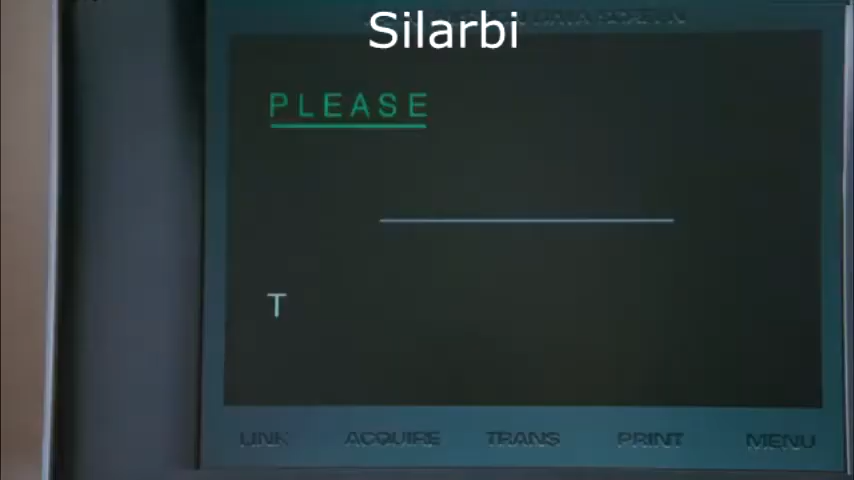 Silarbi
PLEASE
T
LINK ACQUIRE TRANS PRINT MENU